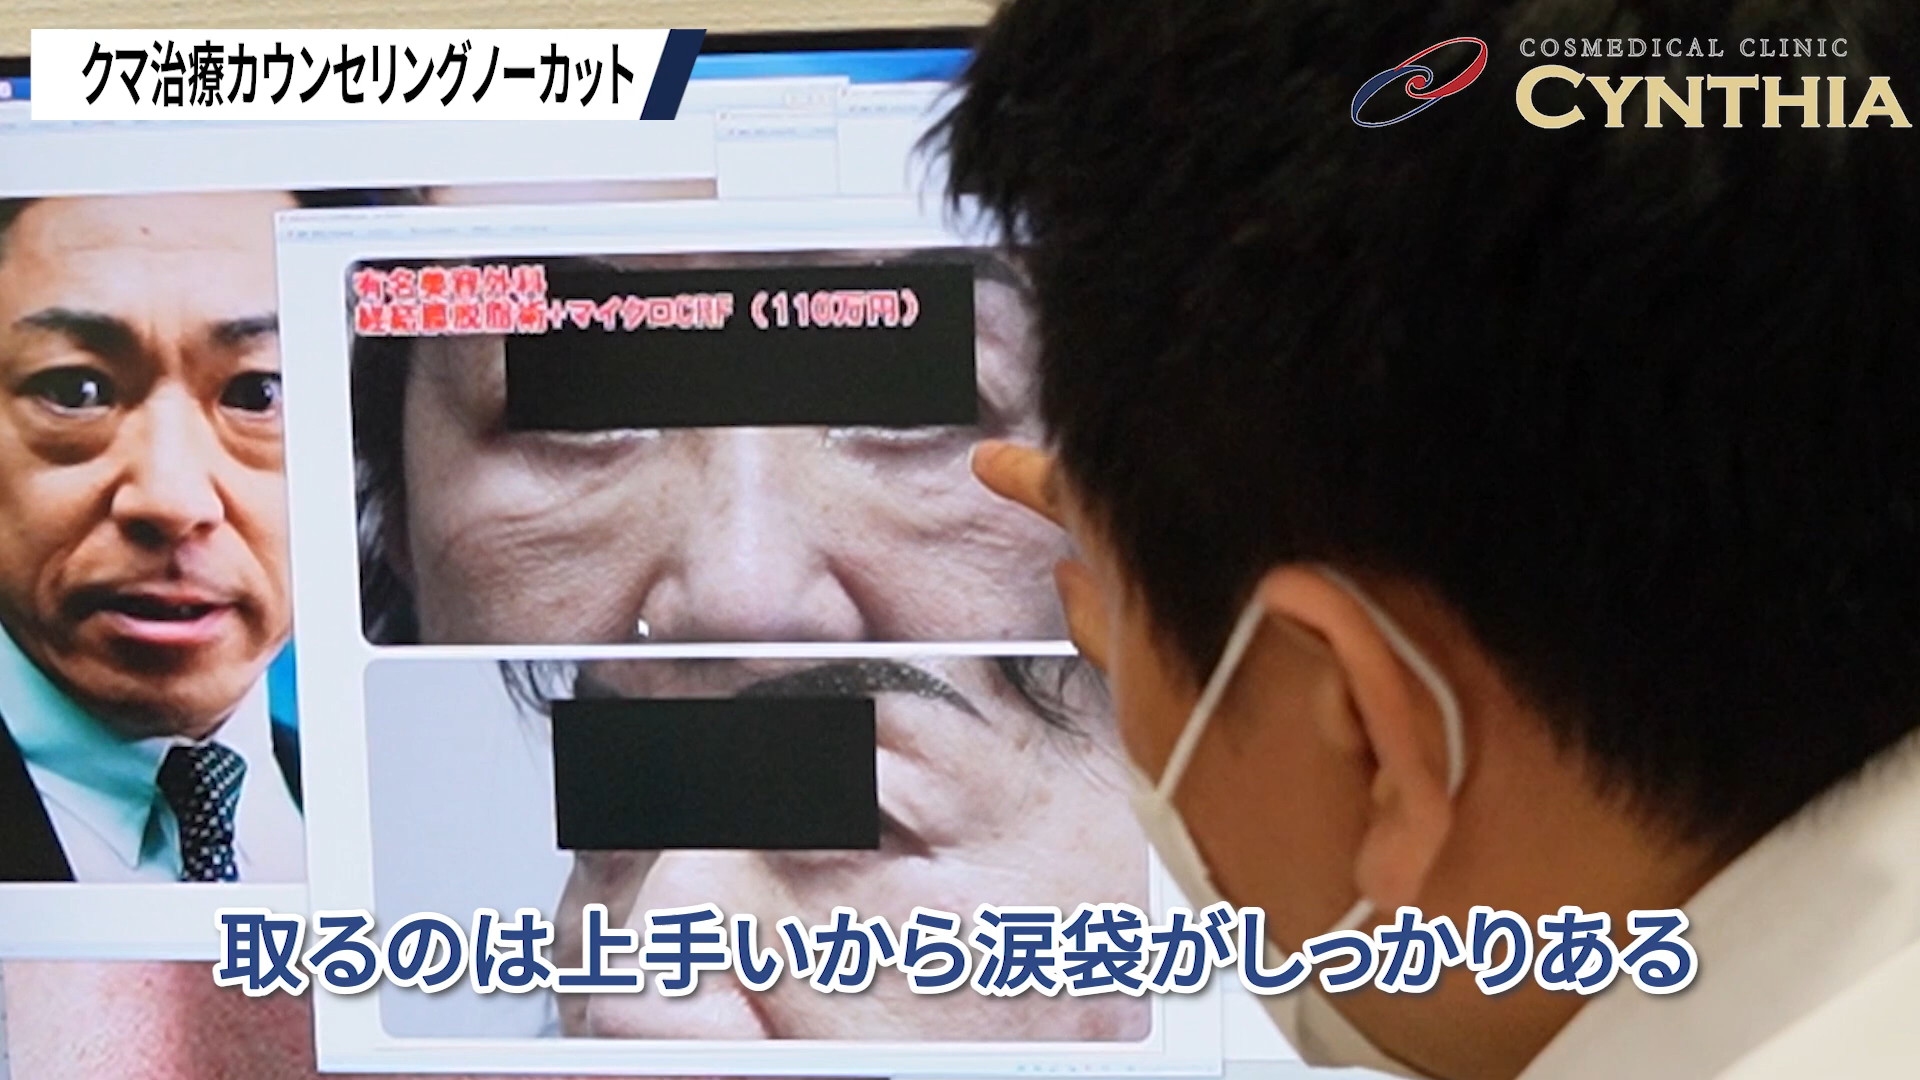 クマ治療カウンセリングノーカット
COSMEDICAL CLINIC
CYNTHIA
有名美容外科
経結膜脱脂術+マイクロCRF（110万円）
取るのは上手いから涙袋がしっかりある